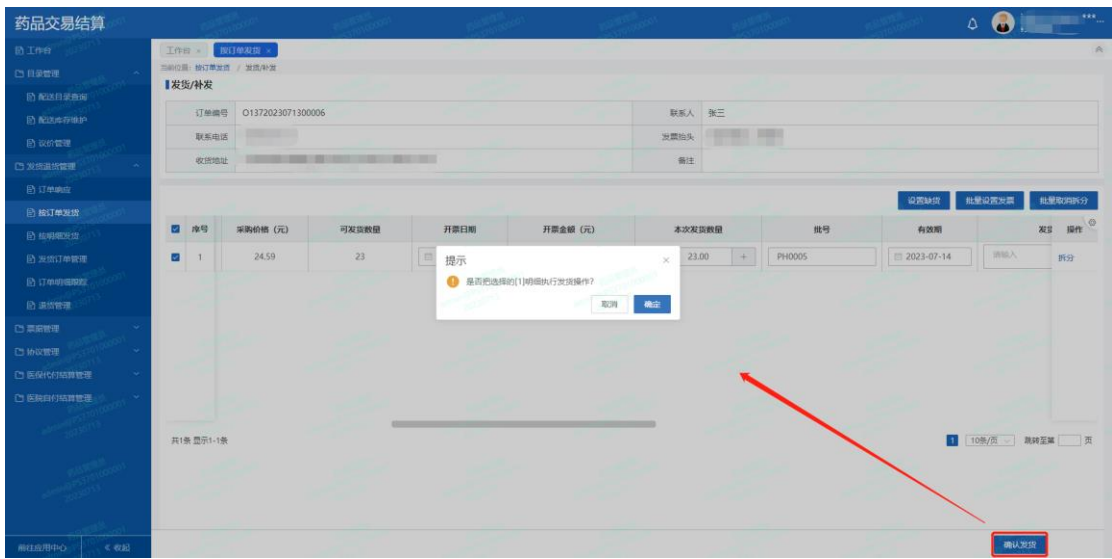 药品交易结算
***...
工作台
目录管理
配送目录查询
配送库存维护
议价管理
发货退货管理
订单响应
按订单发货
按明细发货
发货订单管理
订单明细跟踪
退货管理
票据管理
协议管理
医保代付结算管理
医院自付结算管理
前往应用中心 《 收起
工作台 × 按订单发货 ×
当前位置: 按订单发货 / 发货/补发
发货/补发
订单编号 O1372023071300006 联系人 张三
联系电话 发票抬头
收货地址 备注
设置缺货 批量设置发票 批量取消拆分
序号 采购价格（元） 可发货数量 开票日期 开票金额（元） 本次发货数量 批号 有效期 发票 操作
1 24.59 23 23.00 + PH0005 2023-07-14 请输入 拆分
提示 ×
是否把选择的[1]明细执行发货操作?
取消 确定
共1条 显示1-1条 1 10条/页 跳转至第 页
确认发货